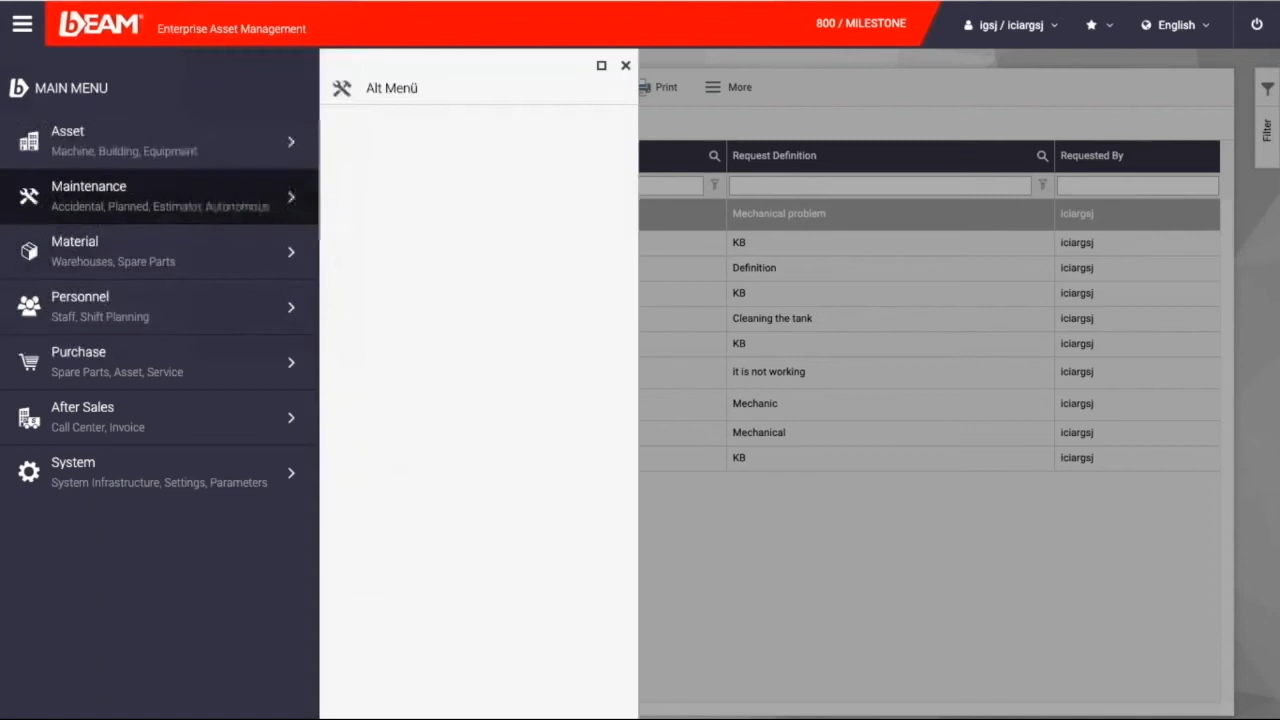 bEAM® Enterprise Asset Management
800 / MILESTONE
igsj / iciargsj
English
MAIN MENU
Asset
Machine, Building, Equipment
Maintenance
Accidental, Planned, Estimator, Autonomous
Material
Warehouses, Spare Parts
Personnel
Staff, Shift Planning
Purchase
Spare Parts, Asset, Service
After Sales
Call Center, Invoice
System
System Infrastructure, Settings, Parameters
Alt Menü
Print
More
Filter
Request Definition
Requested By
Mechanical problem
iciargsj
KB
iciargsj
Definition
iciargsj
KB
iciargsj
Cleaning the tank
iciargsj
KB
iciargsj
it is not working
iciargsj
Mechanic
iciargsj
Mechanical
iciargsj
KB
iciargsj